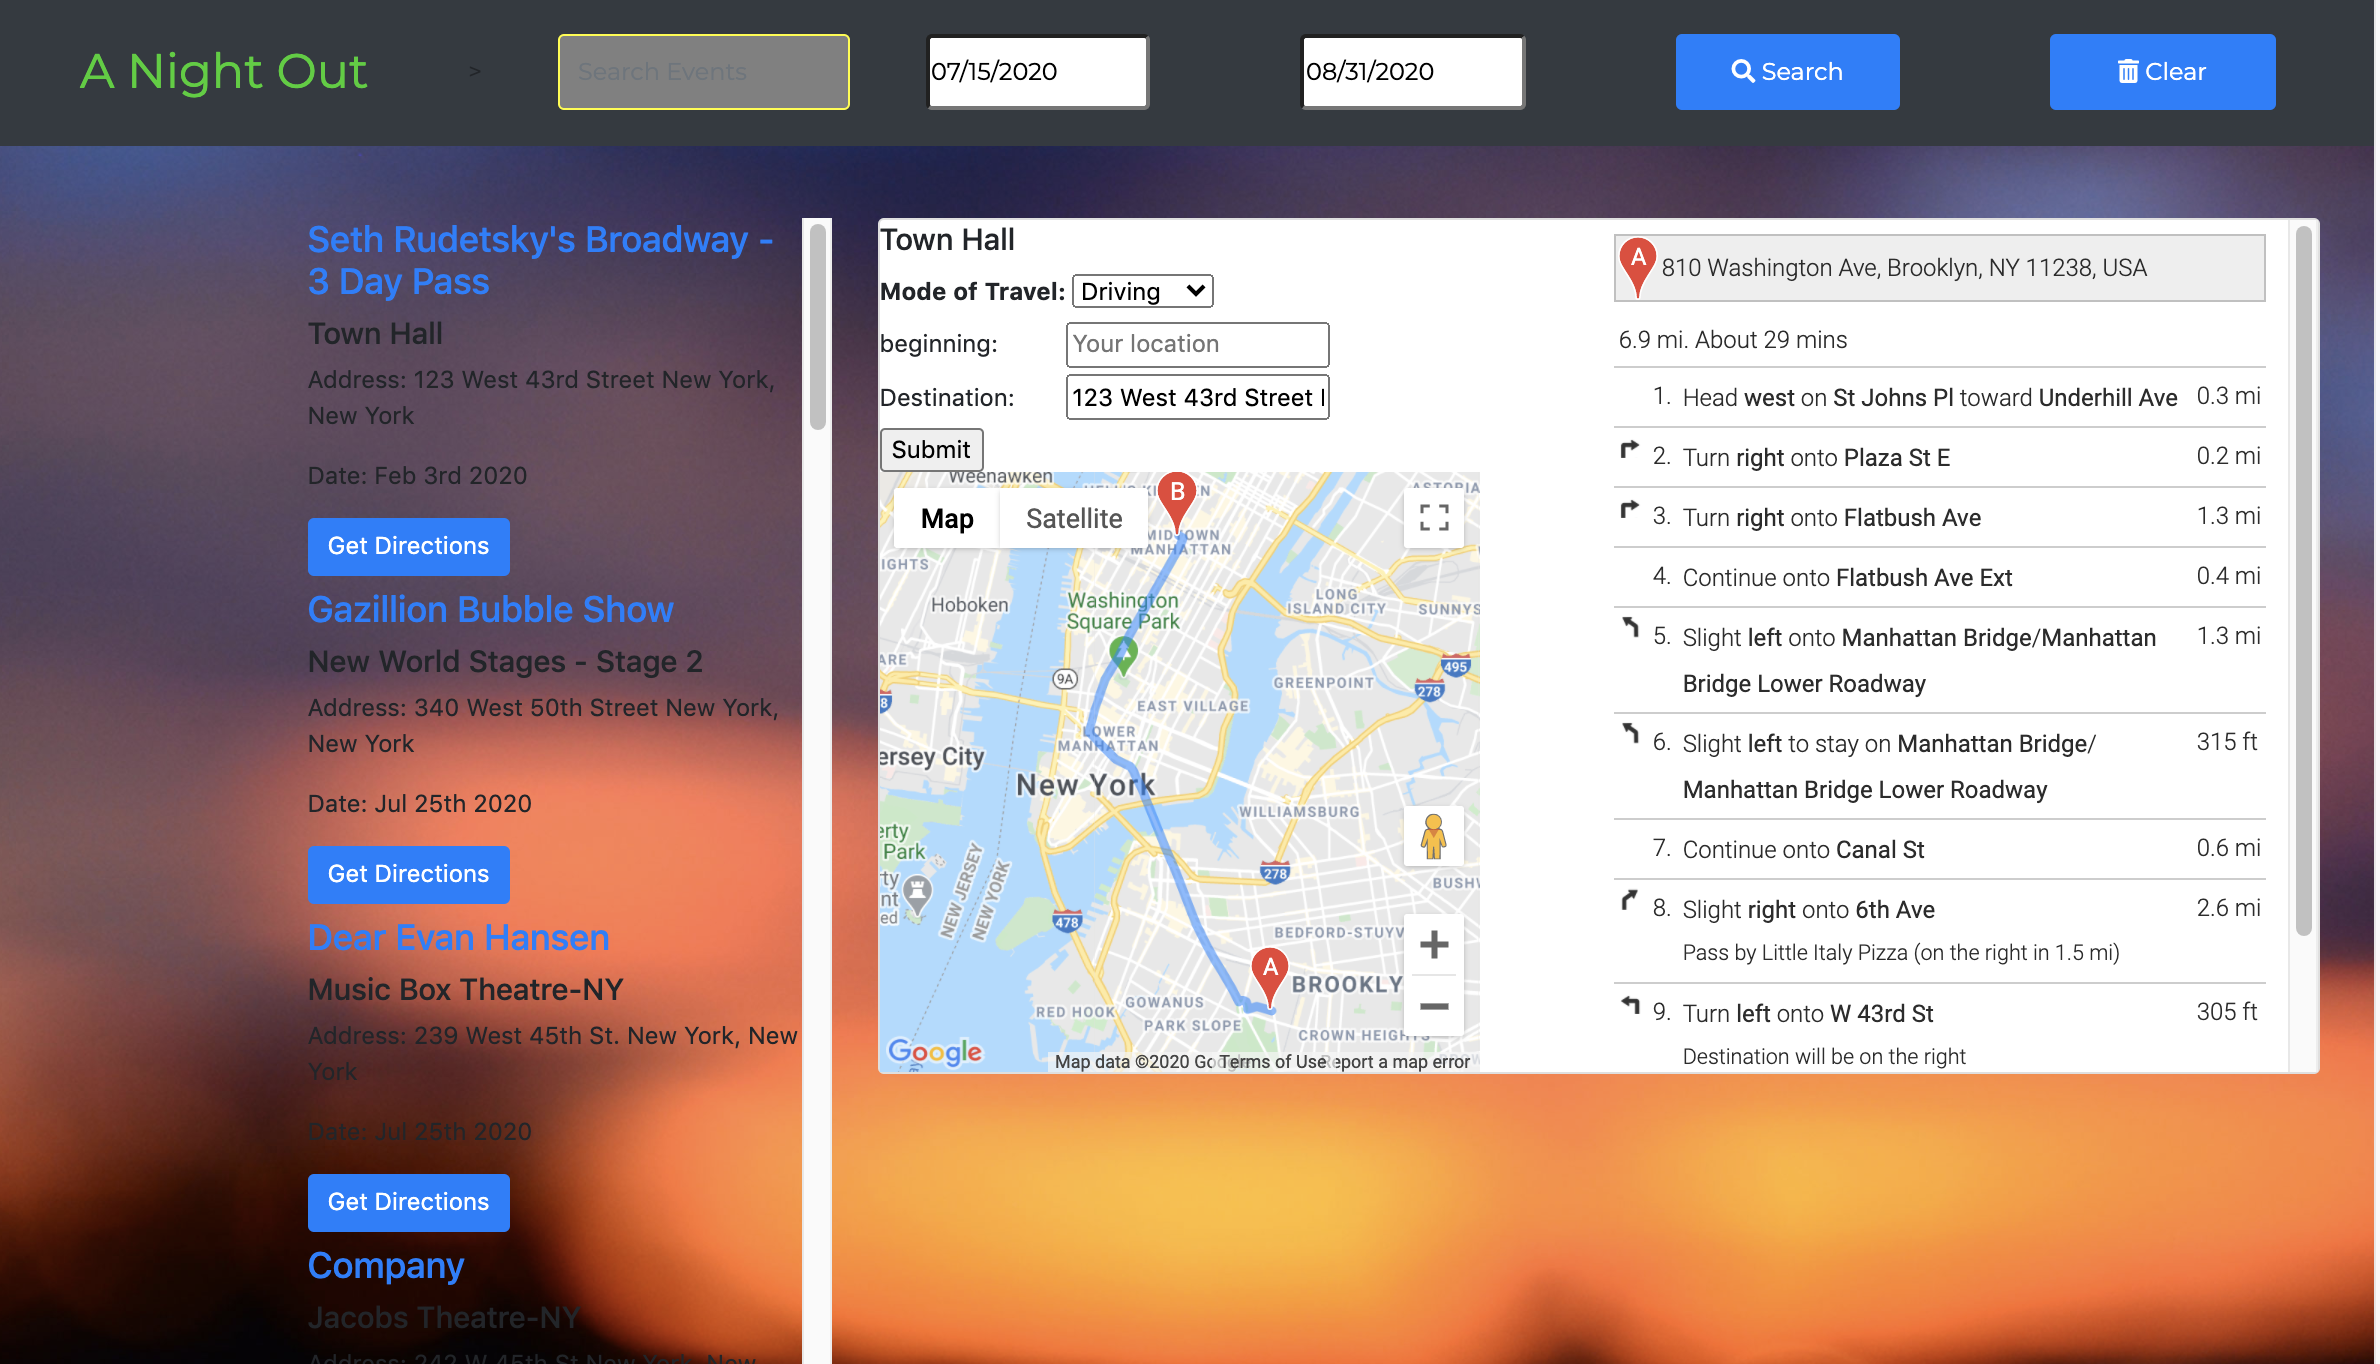 A Night Out
>
Search Events
07/15/2020
08/31/2020
Search
Clear
Seth Rudetsky's Broadway -
3 Day Pass
Town Hall
Address: 123 West 43rd Street New York,
New York
Date: Feb 3rd 2020
Get Directions
Gazillion Bubble Show
New World Stages - Stage 2
Address: 340 West 50th Street New York,
New York
Date: Jul 25th 2020
Get Directions
Dear Evan Hansen
Music Box Theatre-NY
Address: 239 West 45th St. New York, New
York
Date: Jul 25th 2020
Get Directions
Company
Jacobs Theatre-NY
Address: 242 W 45th St New York, New
Town Hall
Mode of Travel: Driving
beginning: Your location
Destination: 123 West 43rd Street
Submit
Weehawken
ASTORIA
B
Map
Satellite
MIDTOWN
MANHATTAN
IGHTS
Hoboken
Washington
Square Park
LONG
ISLAND CITY
SUNNYS
ARE
9A
495
278
GREENPOINT
EAST VILLAGE
LOWER
MANHATTAN
ersey City
New York
WILLIAMSBURG
erty
Park
278
BUSHW
rty
nt
ed
NEW JERSEY
NEW YORK
478
BEDFORD-STUYV
A
BROOKLY
GOWANUS
RED HOOK
PARK SLOPE
CROWN HEIGHTS
Google
Map data ©2020
Terms of Use
Report a map error
A
810 Washington Ave, Brooklyn, NY 11238, USA
6.9 mi. About 29 mins
1. Head west on St Johns Pl toward Underhill Ave 0.3 mi
2. Turn right onto Plaza St E 0.2 mi
3. Turn right onto Flatbush Ave 1.3 mi
4. Continue onto Flatbush Ave Ext 0.4 mi
5. Slight left onto Manhattan Bridge/Manhattan 1.3 mi
Bridge Lower Roadway
6. Slight left to stay on Manhattan Bridge/ 315 ft
Manhattan Bridge Lower Roadway
7. Continue onto Canal St 0.6 mi
8. Slight right onto 6th Ave 2.6 mi
Pass by Little Italy Pizza (on the right in 1.5 mi)
9. Turn left onto W 43rd St 305 ft
Destination will be on the right